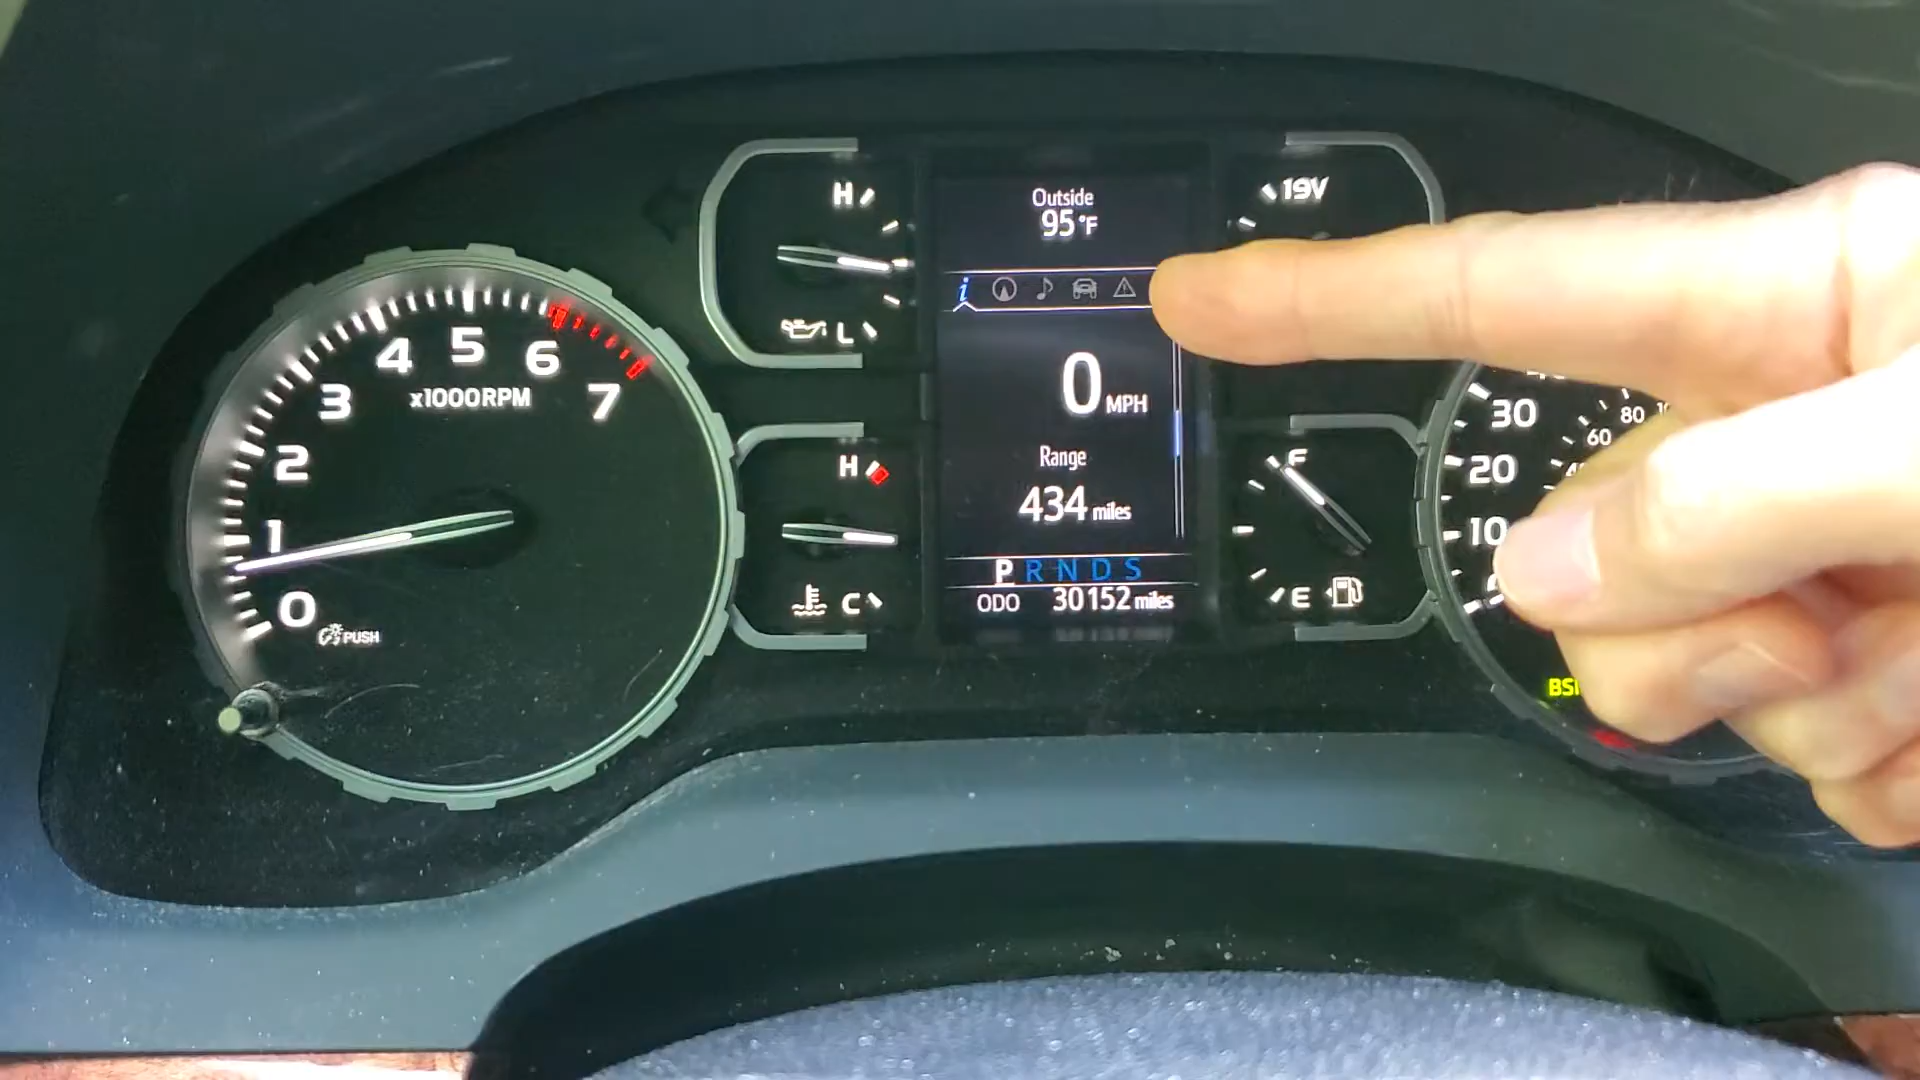 Outside
95°F
i
0 MPH
Range
434 miles
P R N D S
ODO 30152 miles
H
L
H
C
19V
F
E
0
1
2
3
4
5
6
7
x1000RPM
PUSH
10
20
30
60
80